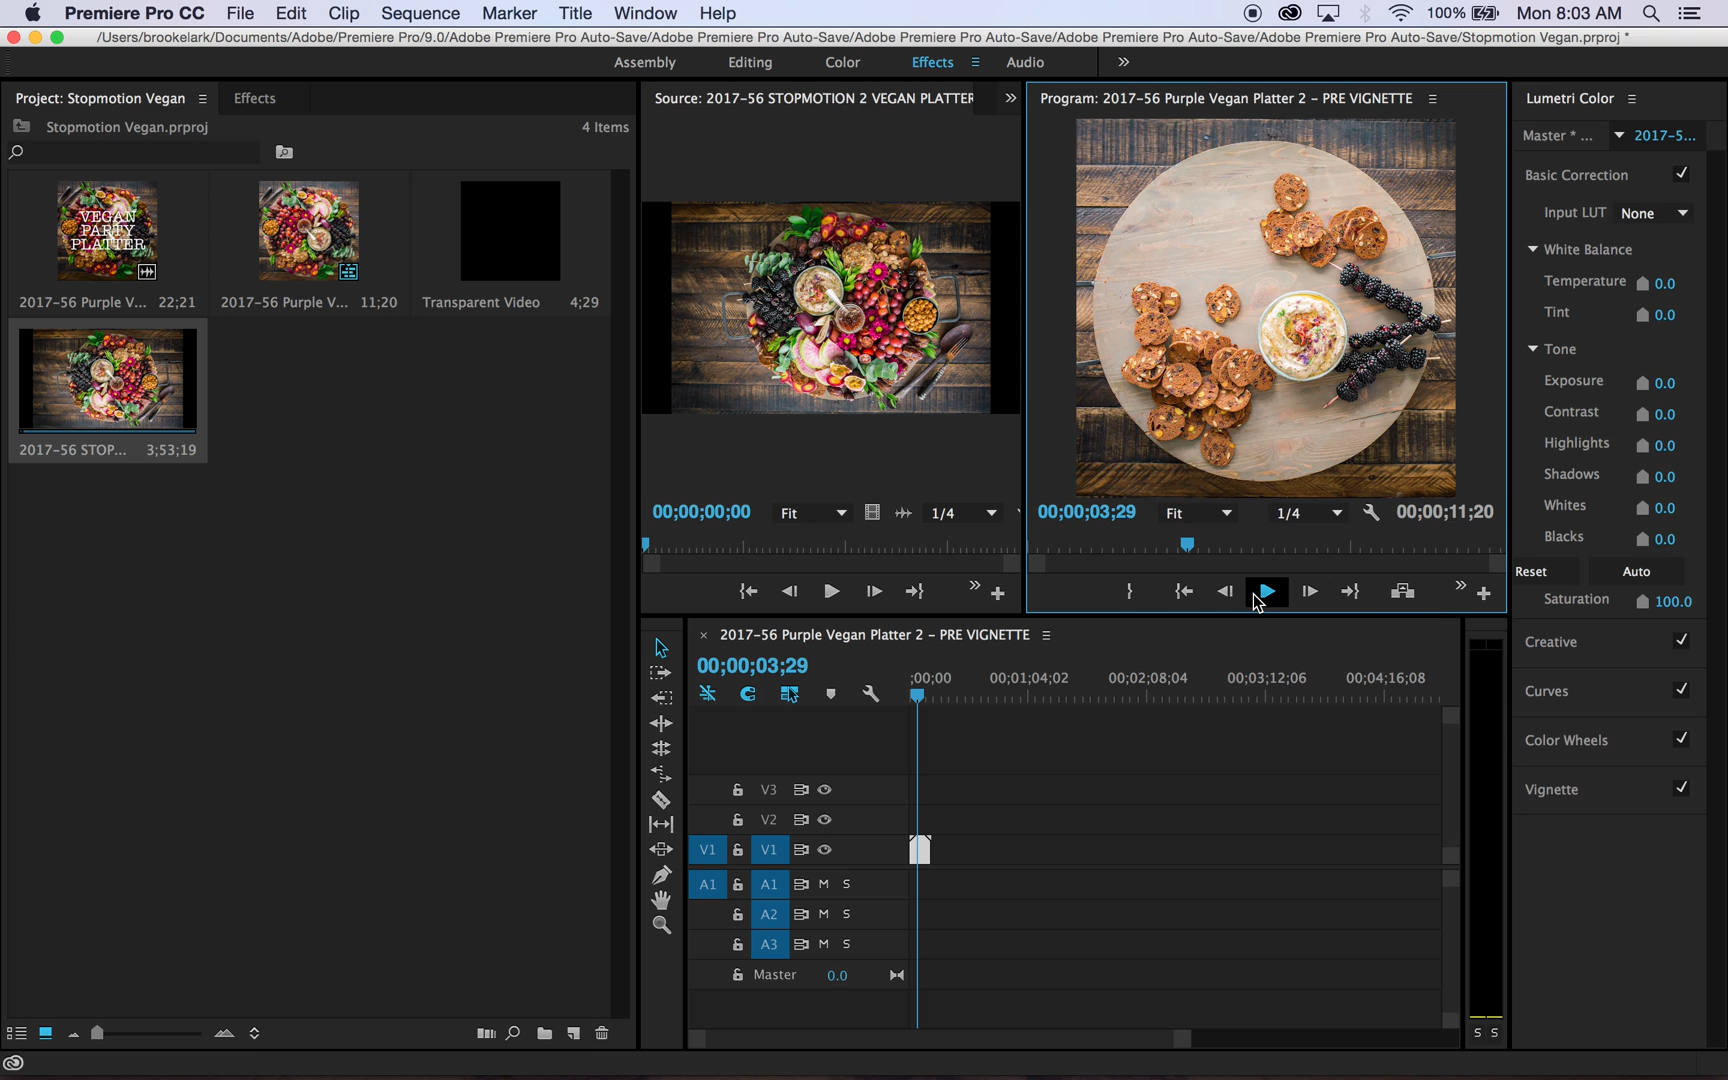 Premiere Pro CC File Edit Clip Sequence Marker Title Window Help 100% Mon 8:03 AM
/Users/brookelark/Documents/Adobe/Premiere Pro/9.0/Adobe Premiere Pro Auto-Save/Adobe Premiere Pro Auto-Save/Adobe Premiere Pro Auto-Save/Adobe Premiere Pro Auto-Save/Adobe Premiere Pro Auto-Save/Stopmotion Vegan.prproj *
Assembly Editing Color Effects Audio
Project: Stopmotion Vegan Effects
Stopmotion Vegan.prproj 4 Items
VEGAN
PARTY
PLATTER
2017-56 Purple V... 22;21
2017-56 Purple V... 11;20
Transparent Video 4;29
2017-56 STOP... 3;53;19
Source: 2017-56 STOPMOTION 2 VEGAN PLATTER
00;00;00;00 Fit 1/4
Program: 2017-56 Purple Vegan Platter 2 - PRE VIGNETTE
00;00;03;29 Fit 1/4 00;00;11;20
Lumetri Color
Master * ... 2017-5...
Basic Correction
Input LUT None
White Balance
Temperature 0.0
Tint 0.0
Tone
Exposure 0.0
Contrast 0.0
Highlights 0.0
Shadows 0.0
Whites 0.0
Blacks 0.0
Reset Auto
Saturation 100.0
Creative
Curves
Color Wheels
Vignette
× 2017-56 Purple Vegan Platter 2 - PRE VIGNETTE
00;00;03;29
;00;00 00;01;04;02 00;02;08;04 00;03;12;06 00;04;16;08
V3
V2
V1 V1
A1 A1 M S
A2 M S
A3 M S
Master 0.0
S S